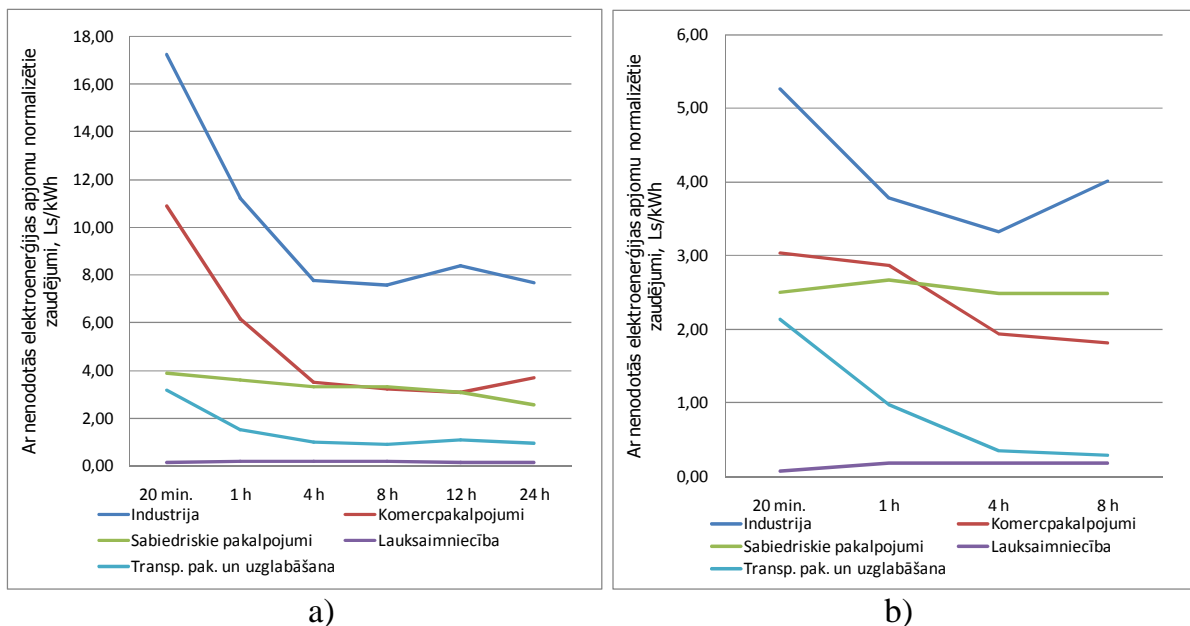 Ar nenodotās elektroenerģijas apjomu normalizētie
zaudējumi, Ls/kWh
18,00
16,00
14,00
12,00
10,00
8,00
6,00
4,00
2,00
0,00
20 min. 1 h 4 h 8 h 12 h 24 h
Industrija Komercpakalpojumi
Sabiedriskie pakalpojumi Lauksaimniecība
Transp. pak. un uzglabāšana
a)
Ar nenodotās elektroenerģijas apjomu normalizētie
zaudējumi, Ls/kWh
6,00
5,00
4,00
3,00
2,00
1,00
0,00
20 min. 1 h 4 h 8 h
Industrija Komercpakalpojumi
Sabiedriskie pakalpojumi Lauksaimniecība
Transp. pak. un uzglabāšana
b)